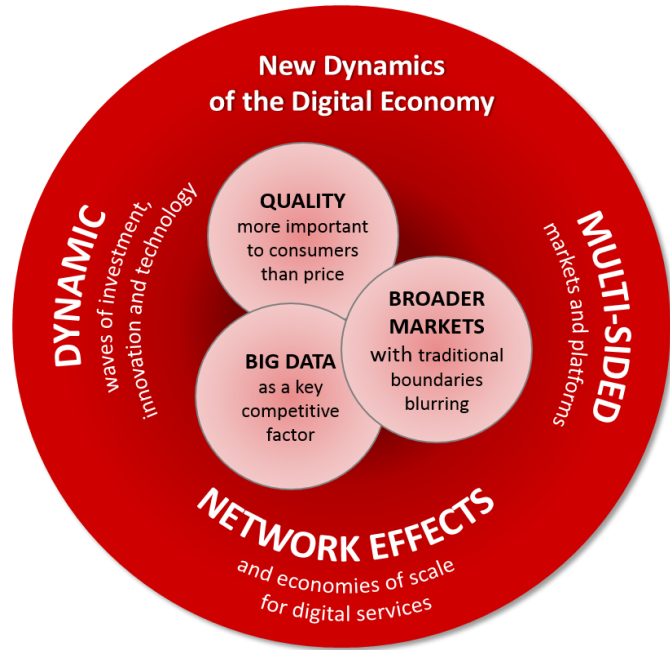 New Dynamics
of the Digital Economy
DYNAMIC
waves of investment,
innovation and technology
QUALITY
more important
to consumers
than price
BIG DATA
as a key
competitive
factor
BROADER
MARKETS
with traditional
boundaries
blurring
MULTI-SIDED
markets and platforms
NETWORK EFFECTS
and economies of scale
for digital services